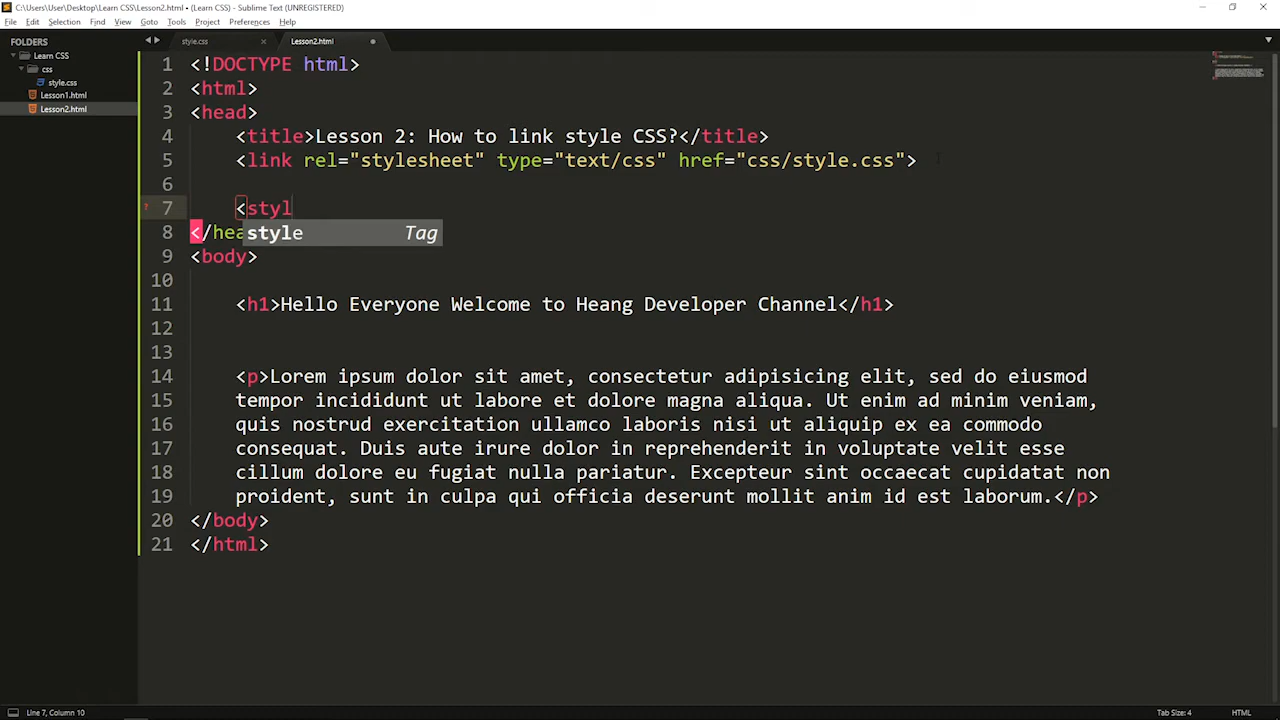 C:\Users\User\Desktop\Learn CSS\Lesson2.html • (Learn CSS) - Sublime Text (UNREGISTERED)
File Edit Selection Find View Goto Tools Project Preferences Help
FOLDERS
Learn CSS
css
style.css
Lesson1.html
Lesson2.html
style.css Lesson2.html
1 <!DOCTYPE html>
2 <html>
3 <head>
4 <title>Lesson 2: How to link style CSS?</title>
5 <link rel="stylesheet" type="text/css" href="css/style.css">
6
7 <styl
8 </hea
style Tag
9 <body>
10
11 <h1>Hello Everyone Welcome to Heang Developer Channel</h1>
12
13
14 <p>Lorem ipsum dolor sit amet, consectetur adipisicing elit, sed do eiusmod
15 tempor incididunt ut labore et dolore magna aliqua. Ut enim ad minim veniam,
16 quis nostrud exercitation ullamco laboris nisi ut aliquip ex ea commodo
17 consequat. Duis aute irure dolor in reprehenderit in voluptate velit esse
18 cillum dolore eu fugiat nulla pariatur. Excepteur sint occaecat cupidatat non
19 proident, sunt in culpa qui officia deserunt mollit anim id est laborum.</p>
20 </body>
21 </html>
Line 7, Column 10
Tab Size: 4 HTML